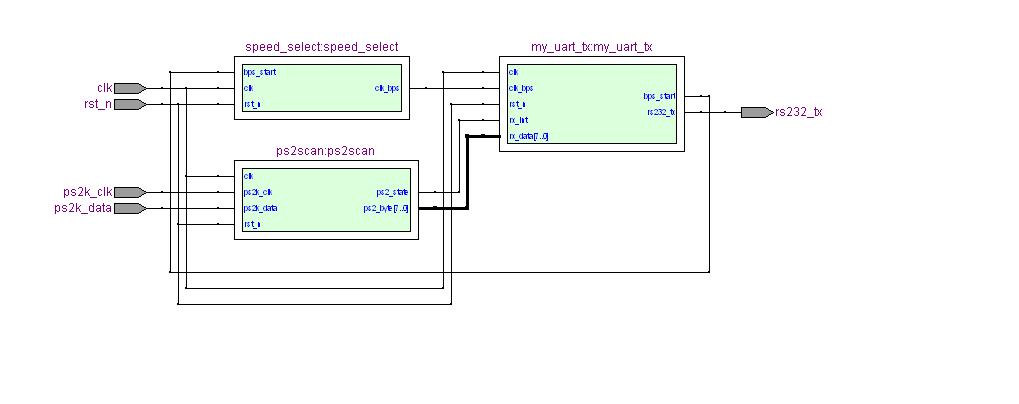 speed_select:speed_select
my_uart_tx:my_uart_tx
bps_start
clk
clk
clk_bps
clk_bps
rst_n
rst_n
bps_start
rs232_tx
rx_int
rx_data[7..0]
clk
rst_n
rs232_tx
ps2scan:ps2scan
clk
ps2k_clk
ps2_state
ps2k_data
ps2_byte[7..0]
rst_n
ps2k_clk
ps2k_data